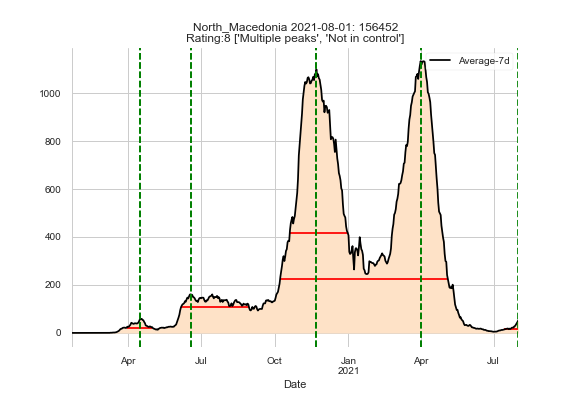 North_Macedonia 2021-08-01: 156452
Rating:8 ['Multiple peaks', 'Not in control']
Average-7d
1000
800
600
400
200
0
Apr Jul Oct Jan Apr Jul
2021
Date